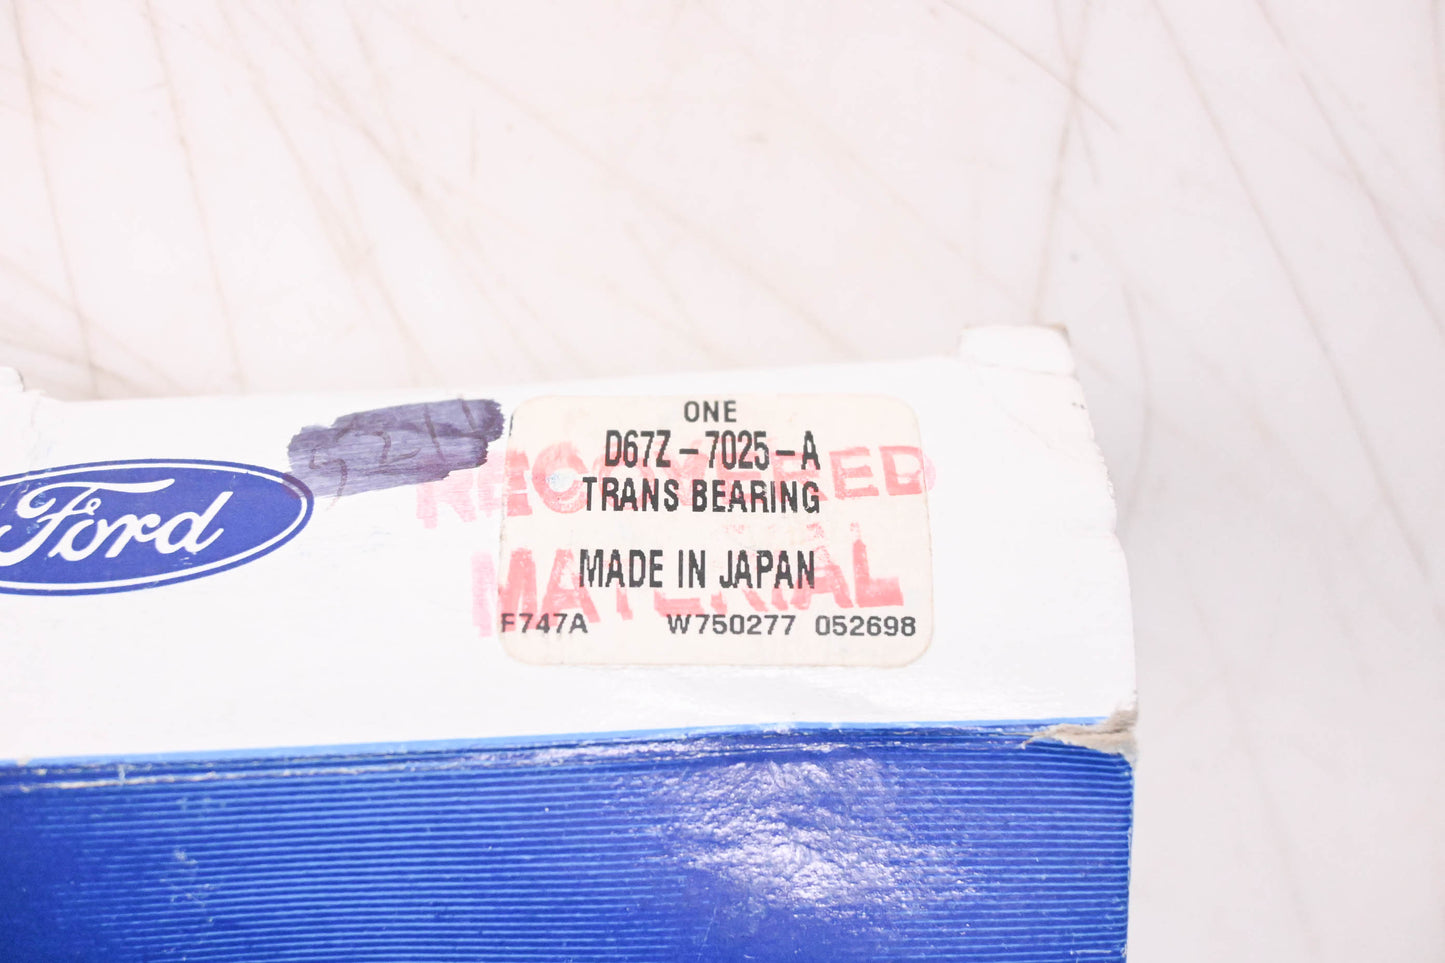 ONE
D67Z-7025-A
TRANS BEARING
MADE IN JAPAN
F747A W750277 052698
RECOVERED
MATERIAL
Ford